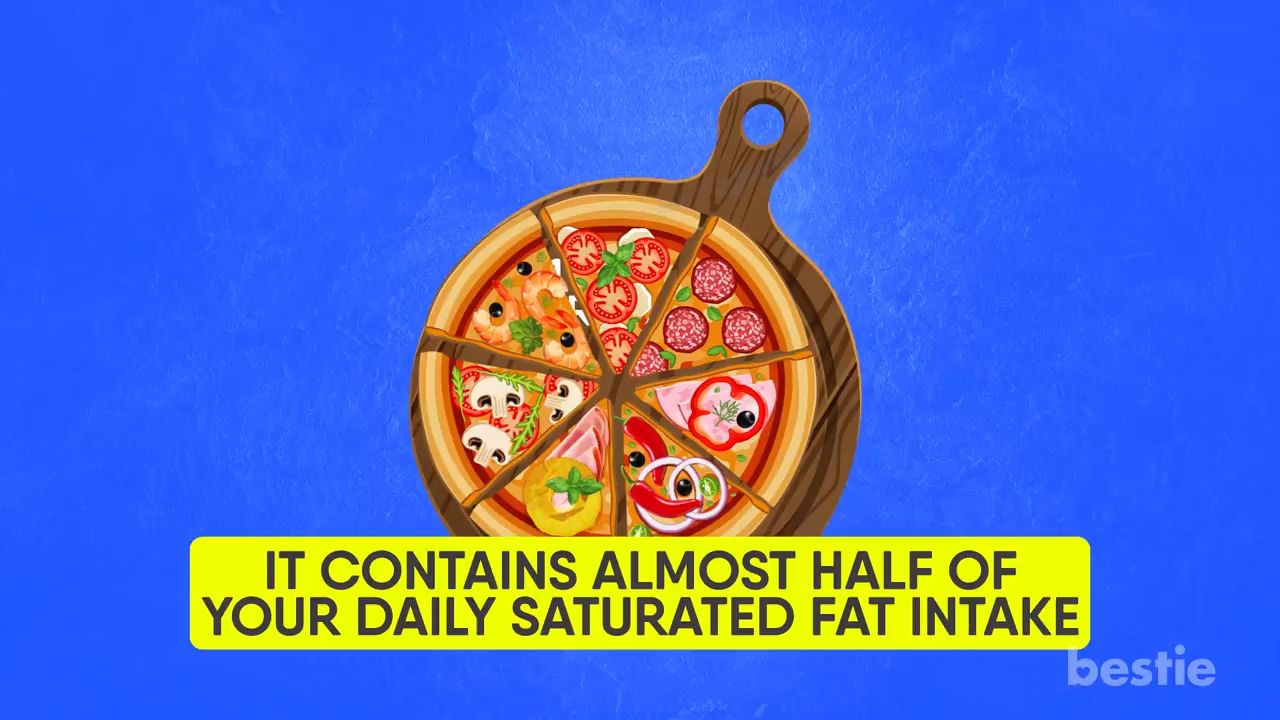 IT CONTAINS ALMOST HALF OF
YOUR DAILY SATURATED FAT INTAKE
bestie